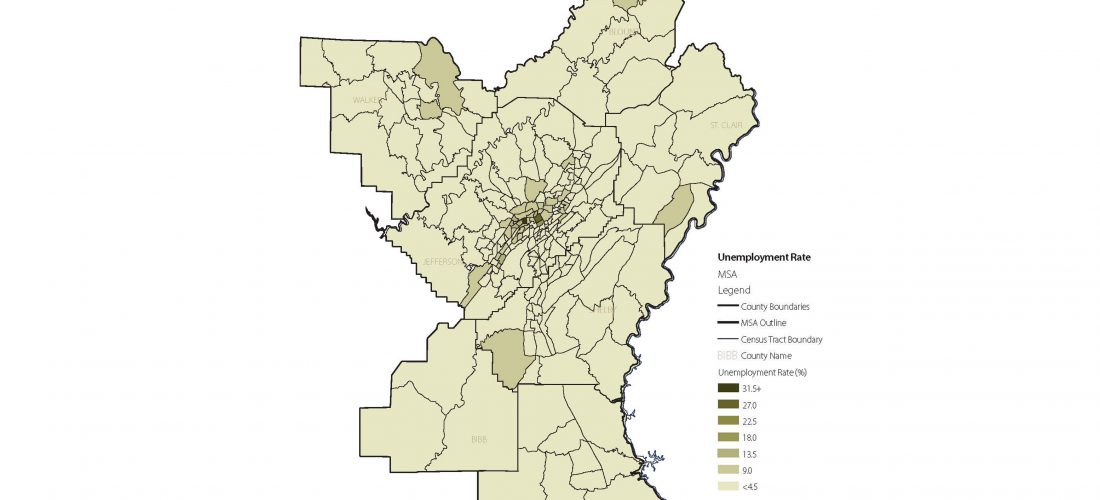 BLOUNT
WALKER
ST. CLAIR
JEFFERSON
SHELBY
BIBB
Unemployment Rate
MSA
Legend
County Boundaries
MSA Outline
Census Tract Boundary
BIBB County Name
Unemployment Rate (%)
31.5+
27.0
22.5
18.0
13.5
9.0
<4.5